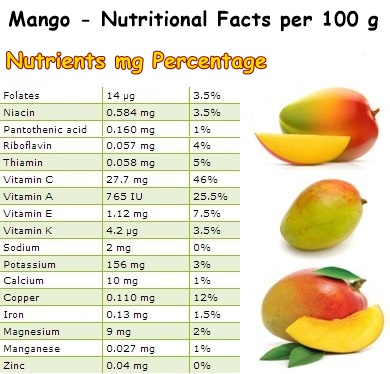 Mango - Nutritional Facts per 100 g
Nutrients mg Percentage
Folates 14 µg 3.5%
Niacin 0.584 mg 3.5%
Pantothenic acid 0.160 mg 1%
Riboflavin 0.057 mg 4%
Thiamin 0.058 mg 5%
Vitamin C 27.7 mg 46%
Vitamin A 765 IU 25.5%
Vitamin E 1.12 mg 7.5%
Vitamin K 4.2 µg 3.5%
Sodium 2 mg 0%
Potassium 156 mg 3%
Calcium 10 mg 1%
Copper 0.110 mg 12%
Iron 0.13 mg 1.5%
Magnesium 9 mg 2%
Manganese 0.027 mg 1%
Zinc 0.04 mg 0%